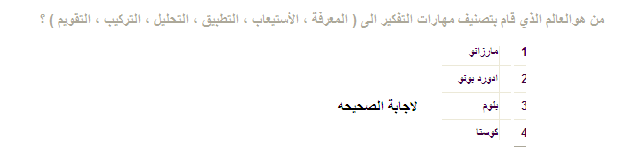 من هوالعالم الذي قام بتصنيف مهارات التفكير الى ( المعرفة ، الأستيعاب ، التطبيق ، التحليل ، التركيب ، التقويم ) ؟
1 مارزانو
2 ادورد بونو
3 بلوم لاجابة الصحيحه
4 كوستا